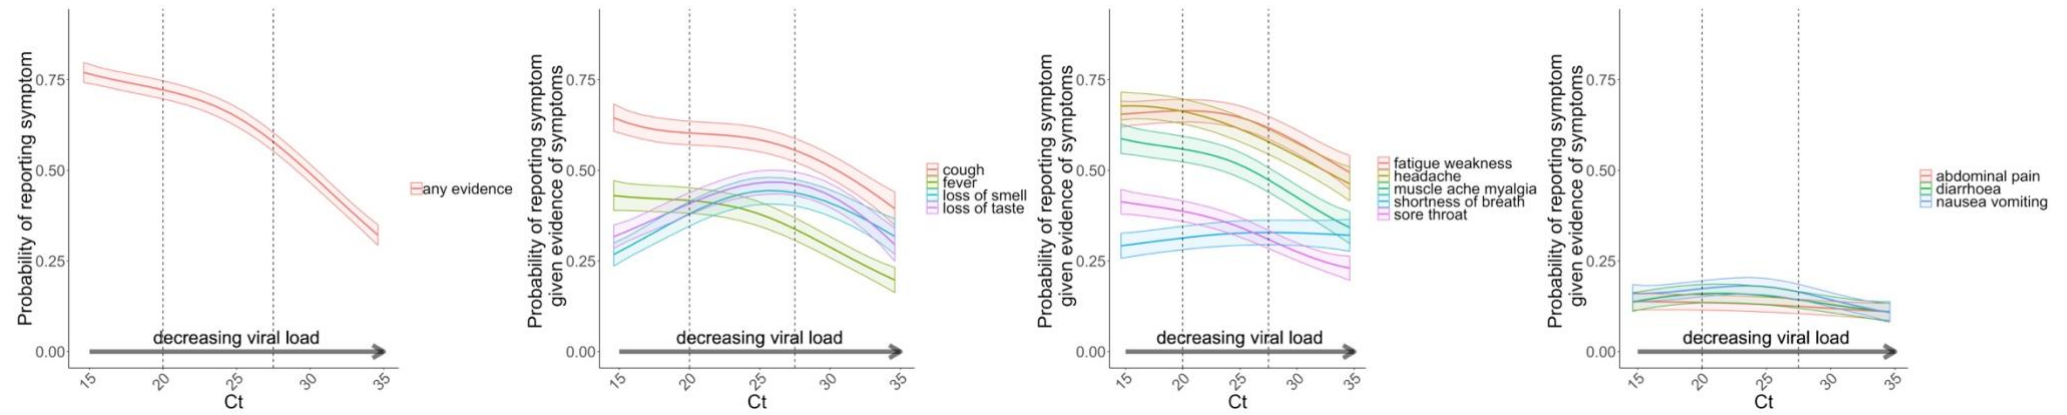 Probability of reporting symptom
0.75
0.50
0.25
0.00
decreasing viral load
15
20
25
30
35
Ct
any evidence
Probability of reporting symptom
given evidence of symptoms
0.75
0.50
0.25
0.00
decreasing viral load
15
20
25
30
35
Ct
cough
fever
loss of smell
loss of taste
Probability of reporting symptom
given evidence of symptoms
0.75
0.50
0.25
0.00
decreasing viral load
15
20
25
30
35
Ct
fatigue weakness
headache
muscle ache myalgia
shortness of breath
sore throat
Probability of reporting symptom
given evidence of symptoms
0.75
0.50
0.25
0.00
decreasing viral load
15
20
25
30
35
Ct
abdominal pain
diarrhoea
nausea vomiting